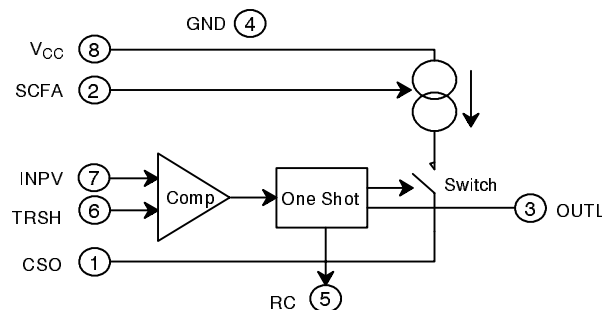 GND 4
VCC 8
SCFA 2
INPV 7
Comp
One Shot
Switch
TRSH 6
3 OUTL
CSO 1
RC 5